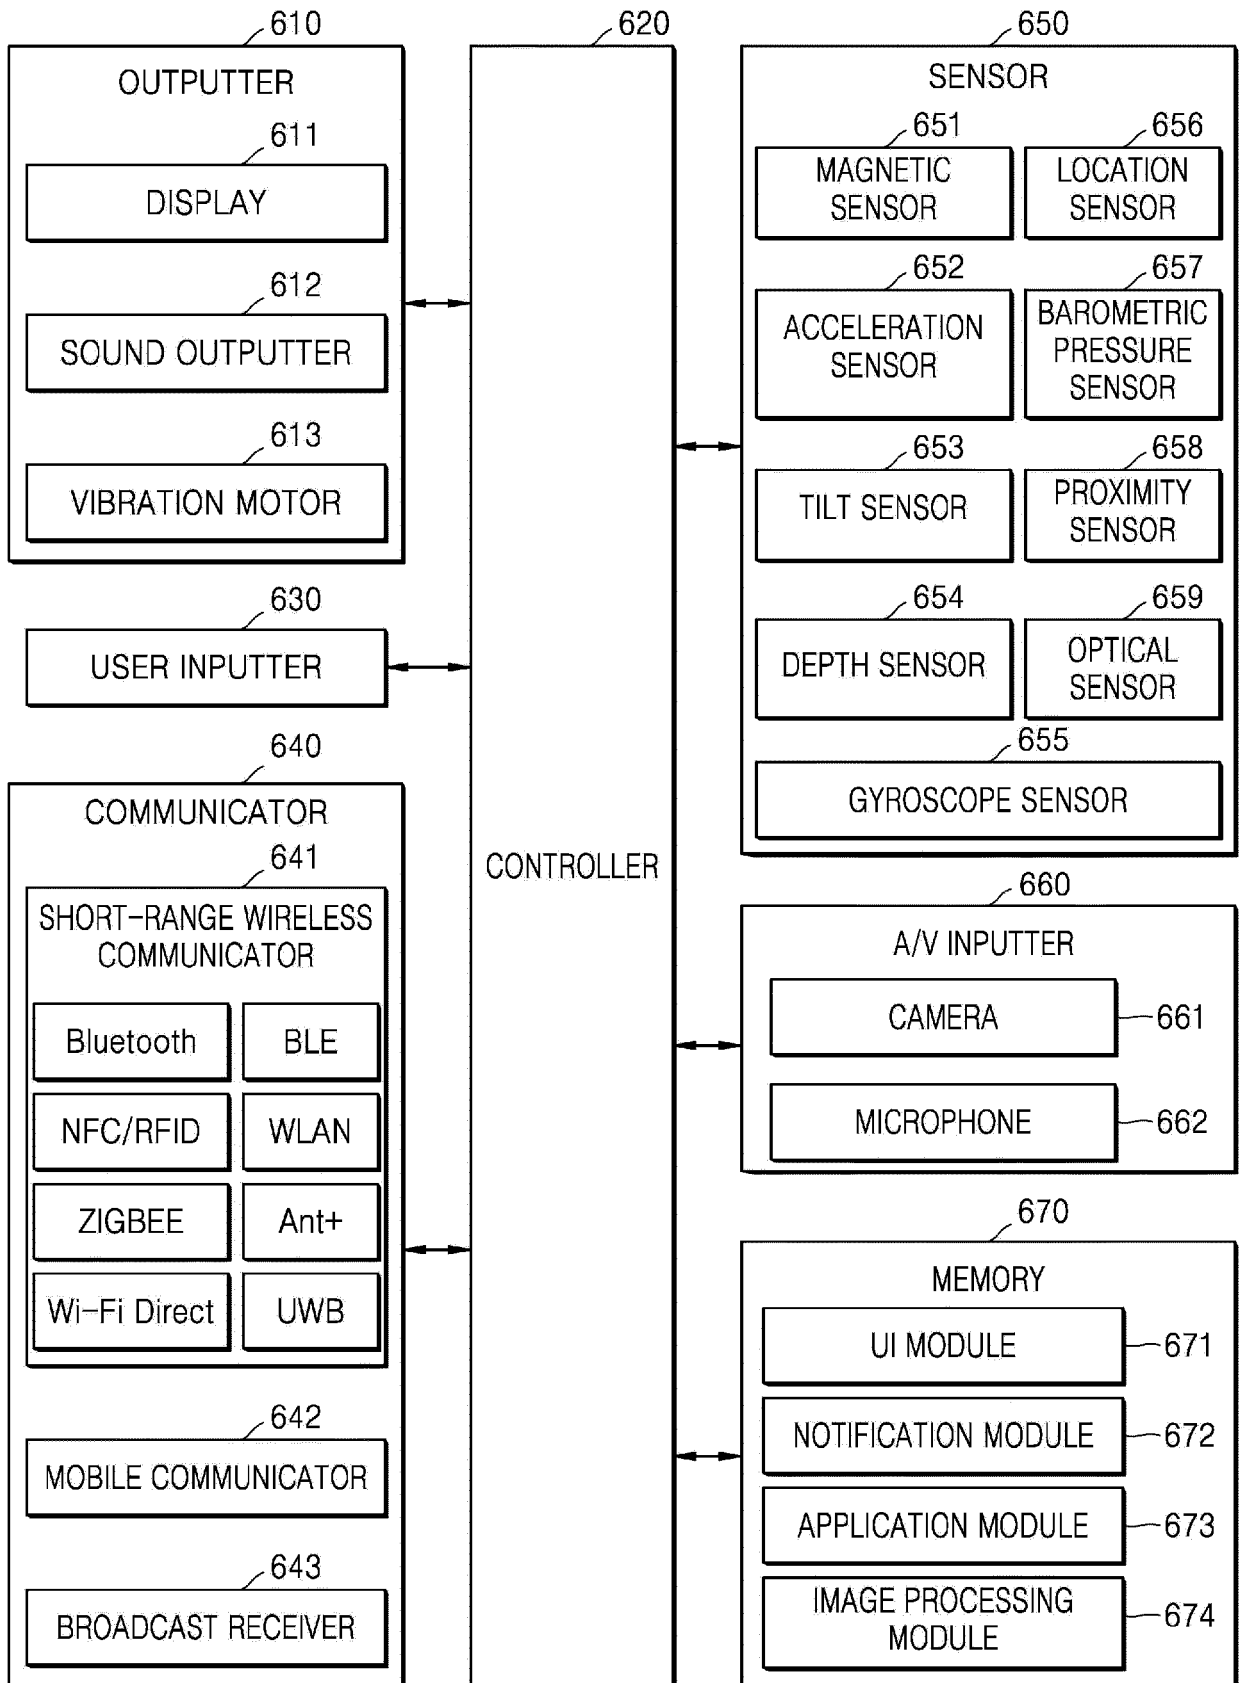 610
OUTPUTTER
611
DISPLAY
612
SOUND OUTPUTTER
613
VIBRATION MOTOR
630
USER INPUTTER
640
COMMUNICATOR
641
SHORT-RANGE WIRELESS
COMMUNICATOR
Bluetooth
BLE
NFC/RFID
WLAN
ZIGBEE
Ant+
Wi-Fi Direct
UWB
642
MOBILE COMMUNICATOR
643
BROADCAST RECEIVER
620
CONTROLLER
650
SENSOR
651
MAGNETIC
SENSOR
656
LOCATION
SENSOR
652
ACCELERATION
SENSOR
657
BAROMETRIC
PRESSURE
SENSOR
653
TILT SENSOR
658
PROXIMITY
SENSOR
654
DEPTH SENSOR
659
OPTICAL
SENSOR
655
GYROSCOPE SENSOR
660
A/V INPUTTER
CAMERA
661
MICROPHONE
662
670
MEMORY
UI MODULE
671
NOTIFICATION MODULE
672
APPLICATION MODULE
673
IMAGE PROCESSING
MODULE
674